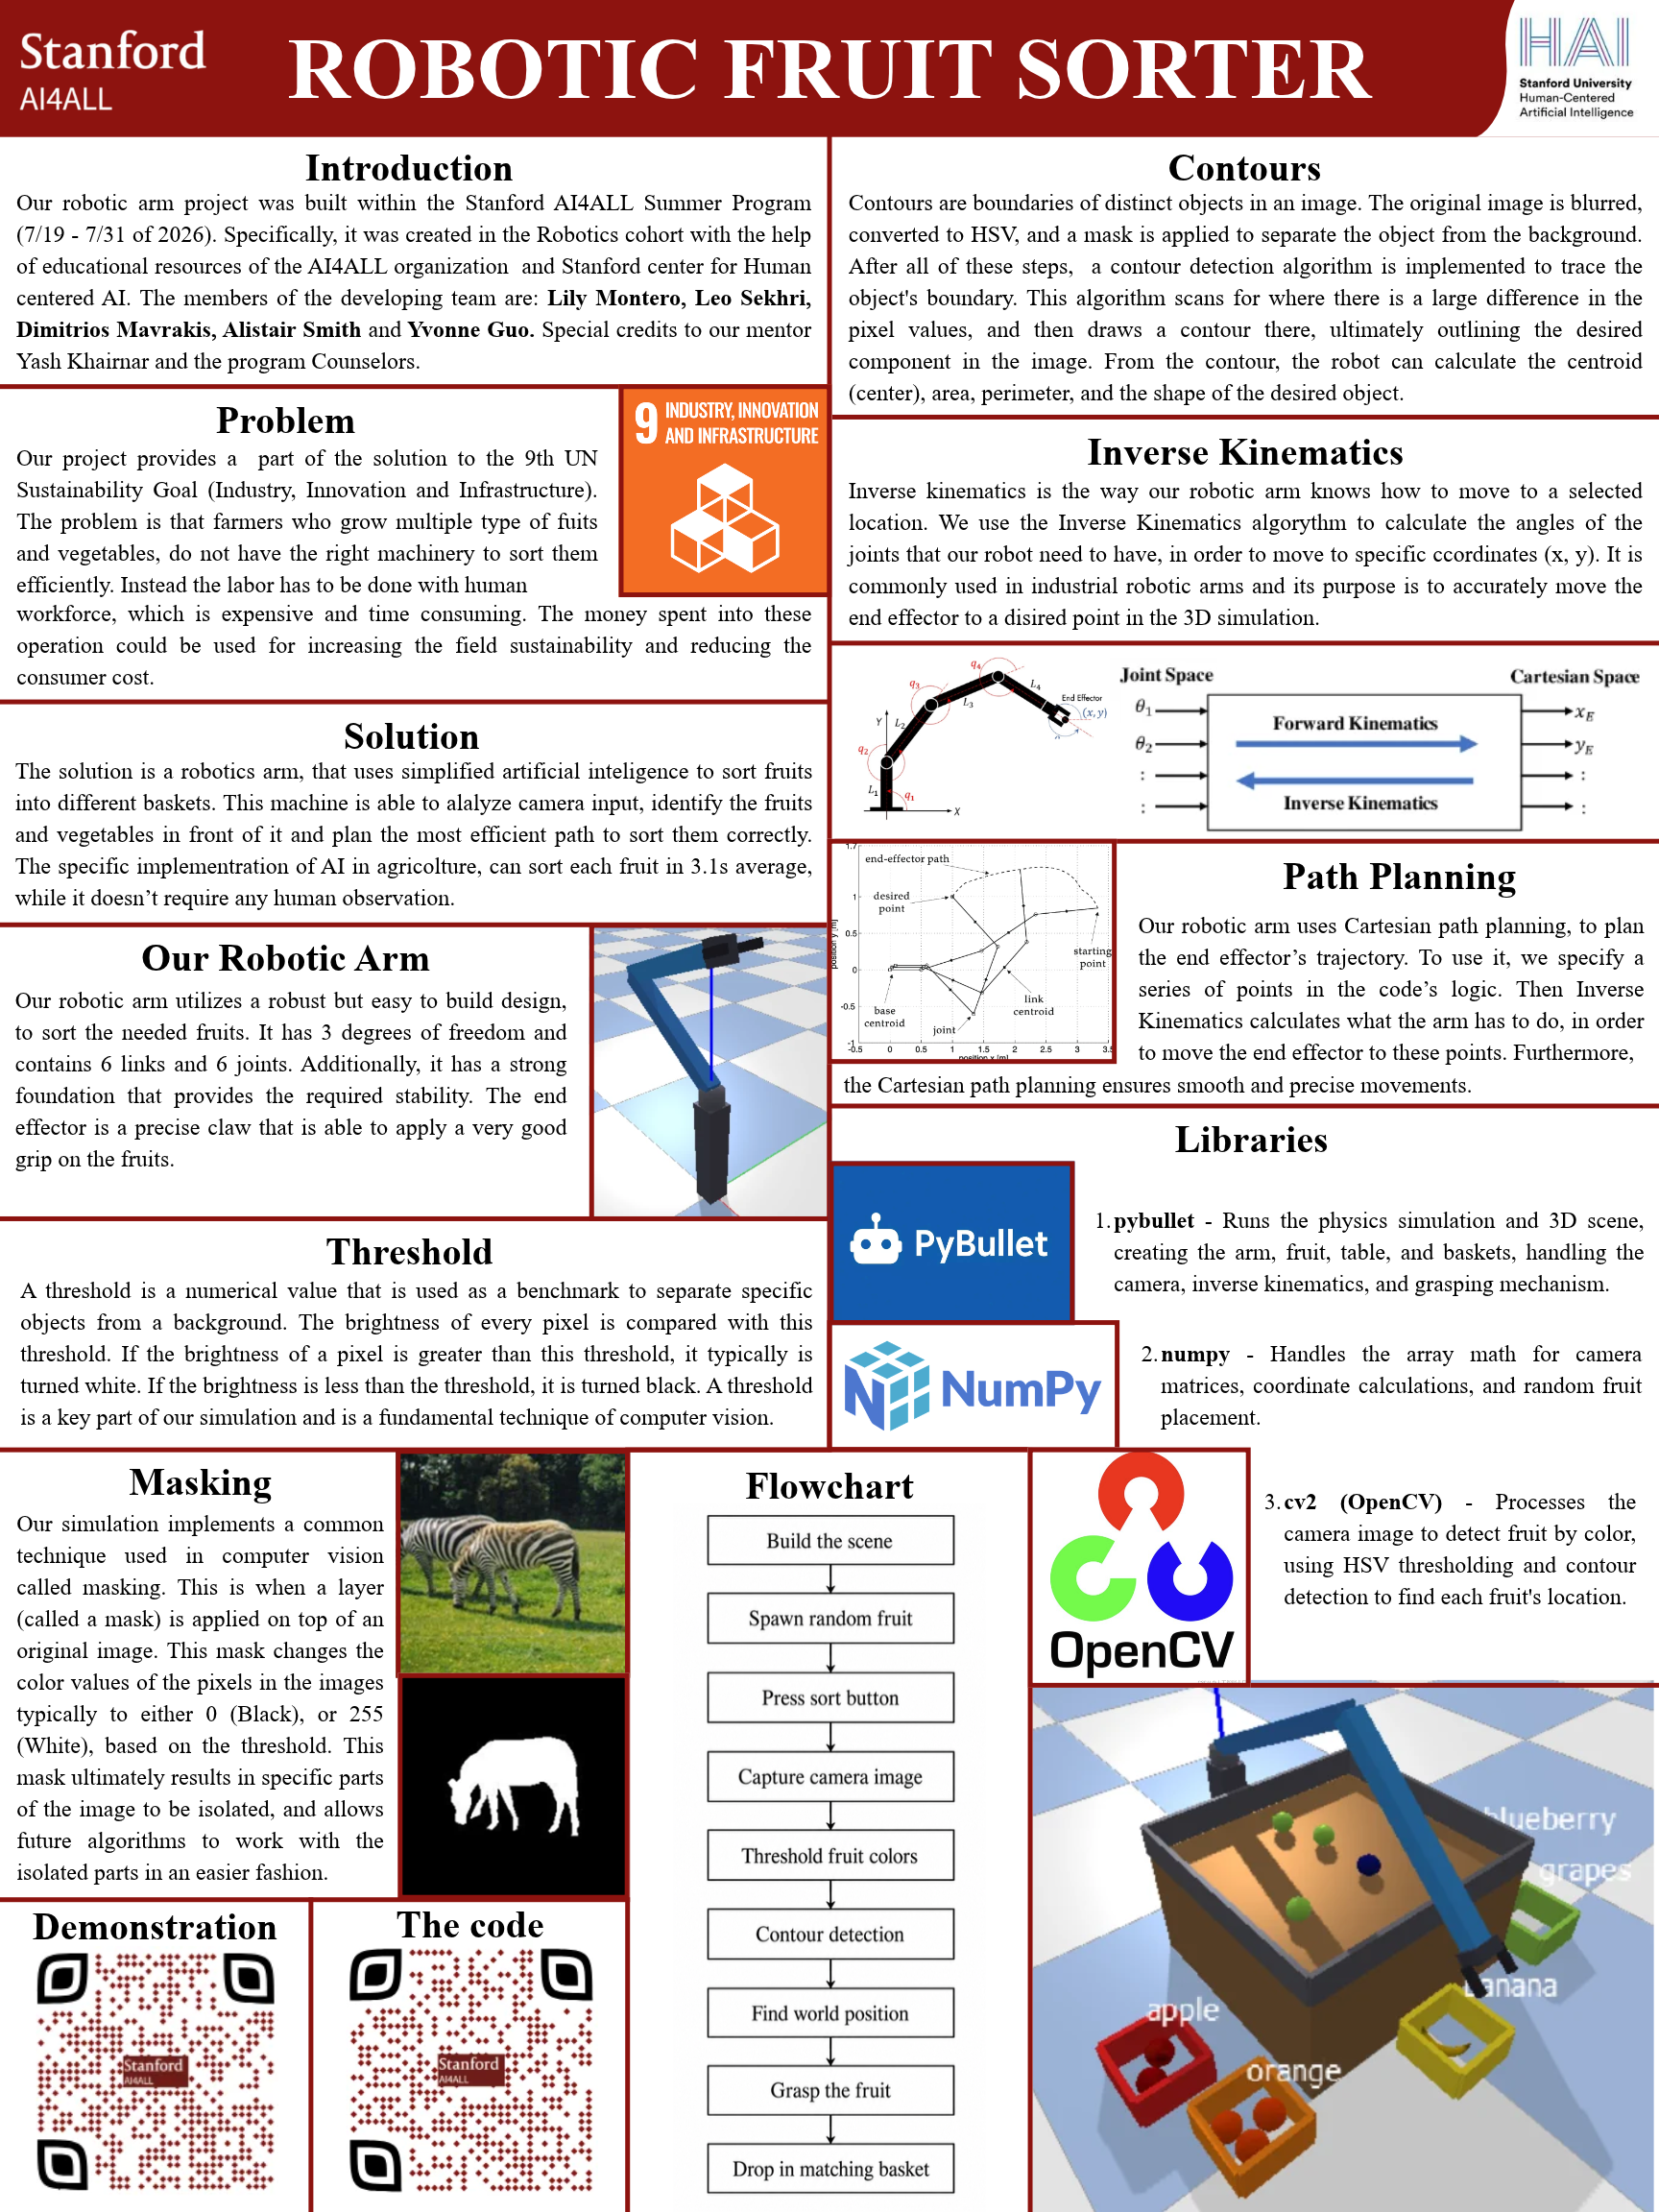 Stanford
AI4ALL
ROBOTIC FRUIT SORTER
HAI
Stanford University
Human-Centered
Artificial Intelligence
Introduction
Our robotic arm project was built within the Stanford AI4ALL Summer Program
(7/19 - 7/31 of 2026). Specifically, it was created in the Robotics cohort with the help
of educational resources of the AI4ALL organization and Stanford center for Human
centered AI. The members of the developing team are: Lily Montero, Leo Sekhri,
Dimitrios Mavrakis, Alistair Smith and Yvonne Guo. Special credits to our mentor
Yash Khairnar and the program Counselors.
Problem
Our project provides a part of the solution to the 9th UN
Sustainability Goal (Industry, Innovation and Infrastructure).
The problem is that farmers who grow multiple type of fuits
and vegetables, do not have the right machinery to sort them
efficiently. Instead the labor has to be done with human
workforce, which is expensive and time consuming. The money spent into these
operation could be used for increasing the field sustainability and reducing the
consumer cost.
9 INDUSTRY, INNOVATION
AND INFRASTRUCTURE
Solution
The solution is a robotics arm, that uses simplified artificial inteligence to sort fruits
into different baskets. This machine is able to alalyze camera input, identify the fruits
and vegetables in front of it and plan the most efficient path to sort them correctly.
The specific implementration of AI in agricolture, can sort each fruit in 3.1s average,
while it doesn't require any human observation.
Our Robotic Arm
Our robotic arm utilizes a robust but easy to build design,
to sort the needed fruits. It has 3 degrees of freedom and
contains 6 links and 6 joints. Additionally, it has a strong
foundation that provides the required stability. The end
effector is a precise claw that is able to apply a very good
grip on the fruits.
Threshold
A threshold is a numerical value that is used as a benchmark to separate specific
objects from a background. The brightness of every pixel is compared with this
threshold. If the brightness of a pixel is greater than this threshold, it typically is
turned white. If the brightness is less than the threshold, it is turned black. A threshold
is a key part of our simulation and is a fundamental technique of computer vision.
Masking
Our simulation implements a common
technique used in computer vision
called masking. This is when a layer
(called a mask) is applied on top of an
original image. This mask changes the
color values of the pixels in the images
typically to either 0 (Black), or 255
(White), based on the threshold. This
mask ultimately results in specific parts
of the image to be isolated, and allows
future algorithms to work with the
isolated parts in an easier fashion.
Demonstration
Stanford
AI4ALL
The code
Stanford
AI4ALL
Flowchart
Build the scene
Spawn random fruit
Press sort button
Capture camera image
Threshold fruit colors
Contour detection
Find world position
Grasp the fruit
Drop in matching basket
Contours
Contours are boundaries of distinct objects in an image. The original image is blurred,
converted to HSV, and a mask is applied to separate the object from the background.
After all of these steps, a contour detection algorithm is implemented to trace the
object's boundary. This algorithm scans for where there is a large difference in the
pixel values, and then draws a contour there, ultimately outlining the desired
component in the image. From the contour, the robot can calculate the centroid
(center), area, perimeter, and the shape of the desired object.
Inverse Kinematics
Inverse kinematics is the way our robotic arm knows how to move to a selected
location. We use the Inverse Kinematics algorythm to calculate the angles of the
joints that our robot need to have, in order to move to specific ccordinates (x, y). It is
commonly used in industrial robotic arms and its purpose is to accurately move the
end effector to a disired point in the 3D simulation.
q4
q3
L4
L3
End Effector
(x, y)
Y
L2
q2
L1
q1
X
Joint Space
Cartesian Space
θ1
θ2
:
:
Forward Kinematics
Inverse Kinematics
xE
yE
:
:
1.7
end-effector path
desired
point
1
0.5
0
-0.5
-1
position y [m]
starting
point
link
centroid
base
centroid
joint
-0.5 0 0.5 1 1.5 2 2.5 3 3.5
position x [m]
Path Planning
Our robotic arm uses Cartesian path planning, to plan
the end effector's trajectory. To use it, we specify a
series of points in the code's logic. Then Inverse
Kinematics calculates what the arm has to do, in order
to move the end effector to these points. Furthermore,
the Cartesian path planning ensures smooth and precise movements.
Libraries
PyBullet
1. pybullet - Runs the physics simulation and 3D scene,
creating the arm, fruit, table, and baskets, handling the
camera, inverse kinematics, and grasping mechanism.
NumPy
2. numpy - Handles the array math for camera
matrices, coordinate calculations, and random fruit
placement.
OpenCV
3. cv2 (OpenCV) - Processes the
camera image to detect fruit by color,
using HSV thresholding and contour
detection to find each fruit's location.
blueberry
grapes
banana
apple
orange